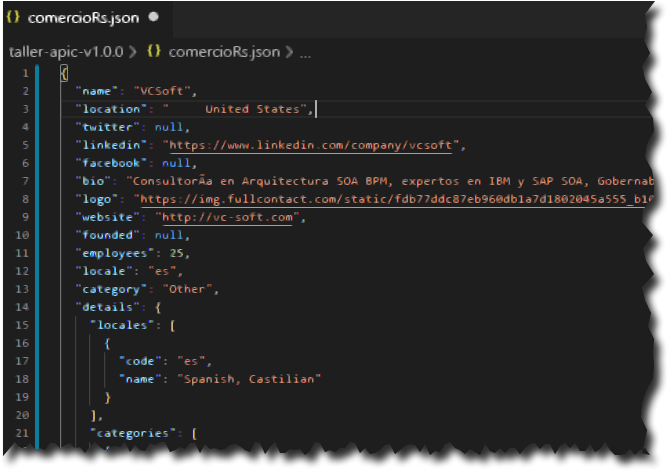 {} comercioRs.json ●
taller-apic-v1.0.0 > {} comercioRs.json > ...
1 {
2 "name": "VCSoft",
3 "location": "     United States",
4 "twitter": null,
5 "linkedin": "https://www.linkedin.com/company/vcsoft",
6 "facebook": null,
7 "bio": "ConsultorÃa en Arquitectura SOA BPM, expertos en IBM y SAP SOA, Gobernab
8 "logo": "https://img.fullcontact.com/static/fdb77ddc87eb960db1a7d1802045a555_b16
9 "website": "http://vc-soft.com",
10 "founded": null,
11 "employees": 25,
12 "locale": "es",
13 "category": "Other",
14 "details": {
15 "locales": [
16 {
17 "code": "es",
18 "name": "Spanish, Castilian"
19 }
20 ],
21 "categories": [